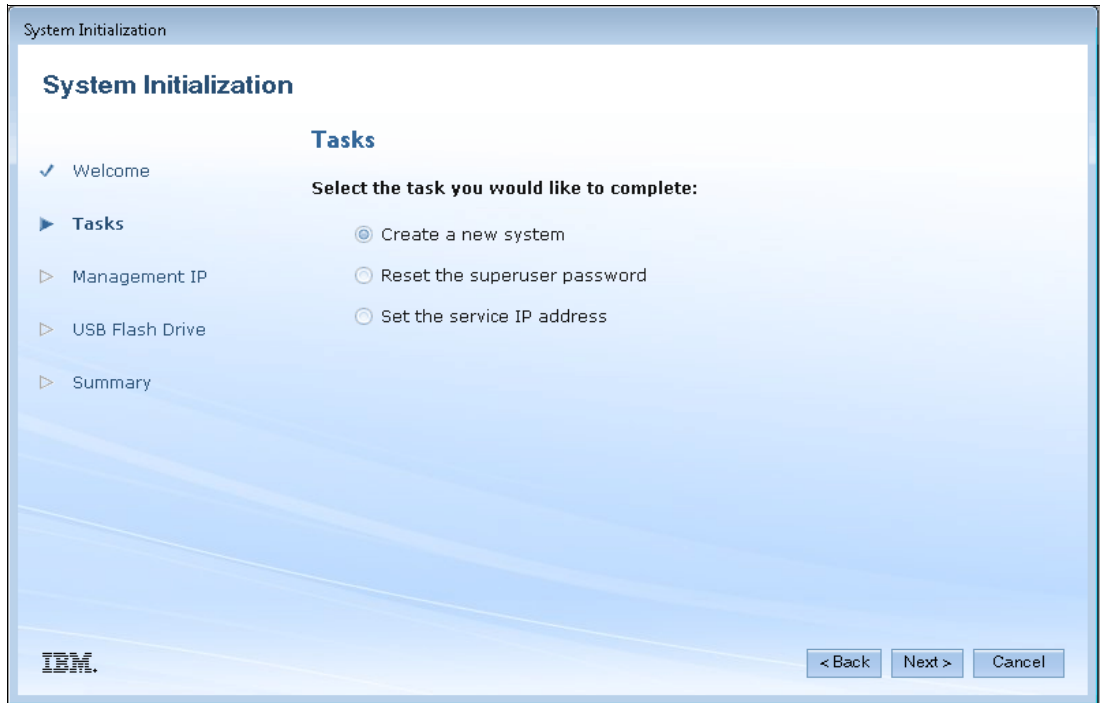 System Initialization
System Initialization
Welcome
Tasks
Management IP
USB Flash Drive
Summary
Tasks
Select the task you would like to complete:
Create a new system
Reset the superuser password
Set the service IP address
IBM.
< Back
Next >
Cancel